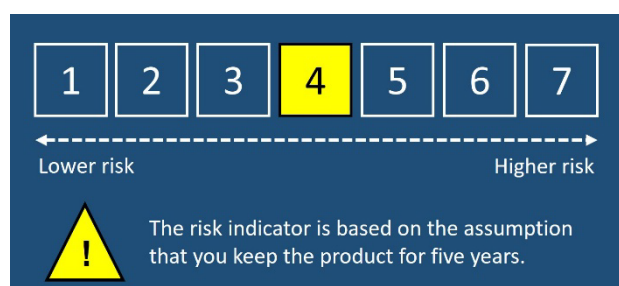 1 2 3 4 5 6 7
Lower risk Higher risk
! The risk indicator is based on the assumption
that you keep the product for five years.